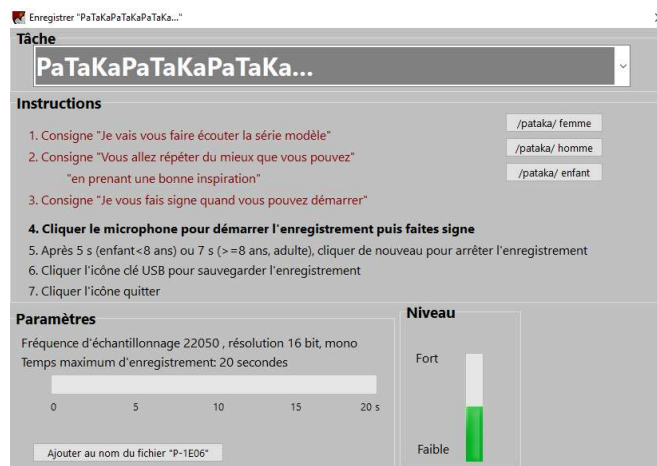 Enregistrer "PaTaKaPaTaKaPaTaKa..."
Tâche
PaTaKaPaTaKaPaTaKa...
Instructions
1. Consigne "Je vais vous faire écouter la série modèle"
2. Consigne "Vous allez répéter du mieux que vous pouvez"
"en prenant une bonne inspiration"
3. Consigne "Je vous fais signe quand vous pouvez démarrer"
/pataka/ femme
/pataka/ homme
/pataka/ enfant
4. Cliquer le microphone pour démarrer l'enregistrement puis faites signe
5. Après 5 s (enfant<8 ans) ou 7 s (>=8 ans, adulte), cliquer de nouveau pour arrêter l'enregistrement
6. Cliquer l'icône clé USB pour sauvegarder l'enregistrement
7. Cliquer l'icône quitter
Paramètres
Fréquence d'échantillonnage 22050 , résolution 16 bit, mono
Temps maximum d'enregistrement: 20 secondes
0 5 10 15 20 s
Ajouter au nom du fichier "P-1E06"
Niveau
Fort
Faible